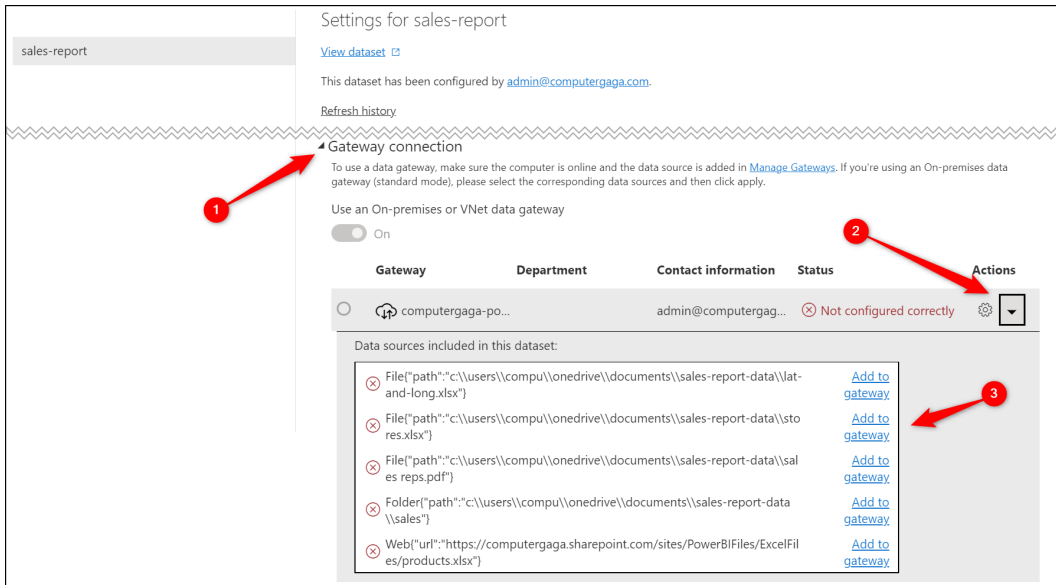 Settings for sales-report
sales-report
View dataset
This dataset has been configured by admin@computergaga.com.
Refresh history
Gateway connection
To use a data gateway, make sure the computer is online and the data source is added in Manage Gateways. If you're using an On-premises data
gateway (standard mode), please select the corresponding data sources and then click apply.
1
Use an On-premises or VNet data gateway
On
2
Gateway Department Contact information Status Actions
computergaga-po... admin@computergag... Not configured correctly
Data sources included in this dataset:
File{"path":"c:\\users\\compu\\onedrive\\documents\\sales-report-data\\lat- Add to
and-long.xlsx"} gateway
3
File{"path":"c:\\users\\compu\\onedrive\\documents\\sales-report-data\\sto Add to
res.xlsx"} gateway
File{"path":"c:\\users\\compu\\onedrive\\documents\\sales-report-data\\sal Add to
es reps.pdf"} gateway
Folder{"path":"c:\\users\\compu\\onedrive\\documents\\sales-report-data Add to
\\sales"} gateway
Web{"url":"https://computergaga.sharepoint.com/sites/PowerBIFiles/ExcelFil Add to
es/products.xlsx"} gateway